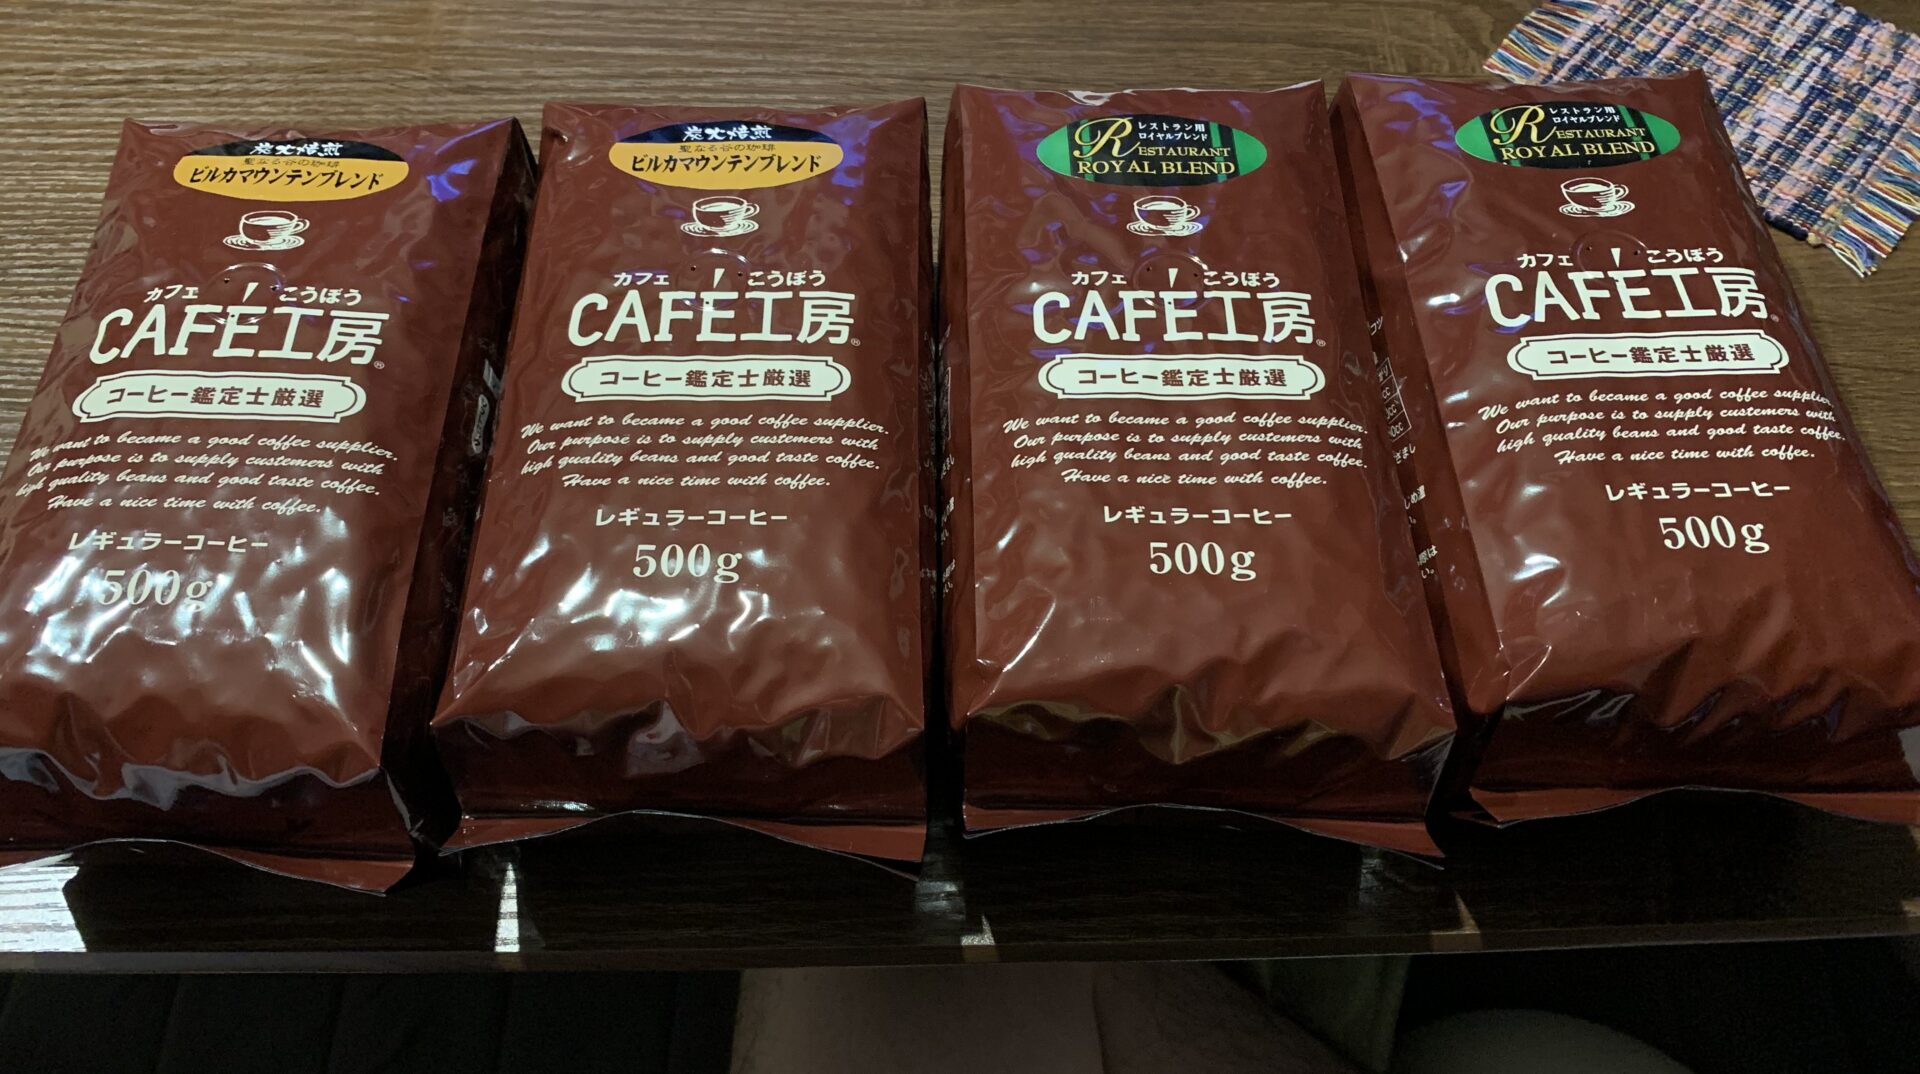 炭火焙煎
聖なる谷の珈琲
ビルカマウンテンブレンド
カフェ こうぼう
CAFÉ工房®
コーヒー鑑定士厳選
We want to became a good coffee supplier.
Our purpose is to supply customers with
high quality beans and good taste coffee.
Have a nice time with coffee.
レギュラーコーヒー
500g
炭火焙煎
聖なる谷の珈琲
ビルカマウンテンブレンド
カフェ こうぼう
CAFÉ工房®
コーヒー鑑定士厳選
We want to became a good coffee supplier.
Our purpose is to supply customers with
high quality beans and good taste coffee.
Have a nice time with coffee.
レギュラーコーヒー
500g
レストラン用
ロイヤルブレンド
RESTAURANT
ROYAL BLEND
カフェ こうぼう
CAFÉ工房®
コーヒー鑑定士厳選
We want to became a good coffee supplier.
Our purpose is to supply customers with
high quality beans and good taste coffee.
Have a nice time with coffee.
レギュラーコーヒー
500g
レストラン用
ロイヤルブレンド
RESTAURANT
ROYAL BLEND
カフェ こうぼう
CAFÉ工房®
コーヒー鑑定士厳選
We want to became a good coffee supplier.
Our purpose is to supply customers with
high quality beans and good taste coffee.
Have a nice time with coffee.
レギュラーコーヒー
500g